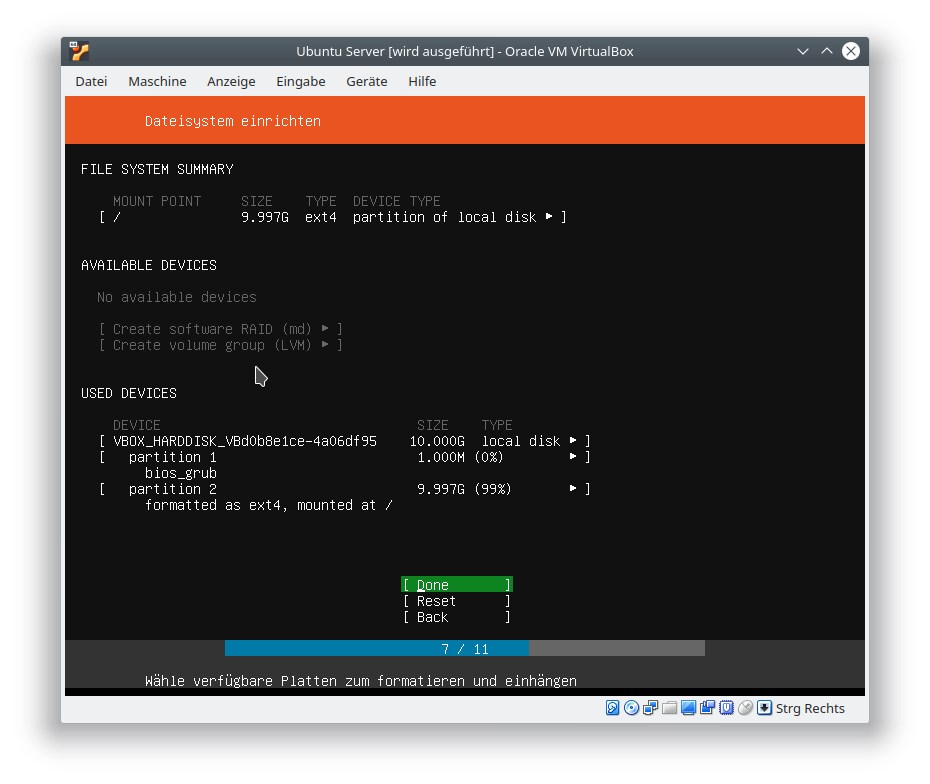 Ubuntu Server [wird ausgeführt] - Oracle VM VirtualBox
Datei Maschine Anzeige Eingabe Geräte Hilfe
Dateisystem einrichten
FILE SYSTEM SUMMARY
MOUNT POINT SIZE TYPE DEVICE TYPE
[ / 9.997G ext4 partition of local disk ▸ ]
AVAILABLE DEVICES
No available devices
[ Create software RAID (md) ▸ ]
[ Create volume group (LVM) ▸ ]
USED DEVICES
DEVICE SIZE TYPE
[ VBOX_HARDDISK_VBd0b8e1ce-4a06df95 10.000G local disk ▸ ]
[ partition 1 1.000M (0%) ▸ ]
bios_grub
[ partition 2 9.997G (99%) ▸ ]
formatted as ext4, mounted at /
[ Done ]
[ Reset ]
[ Back ]
7 / 11
Wähle verfügbare Platten zum formatieren und einhängen
Strg Rechts